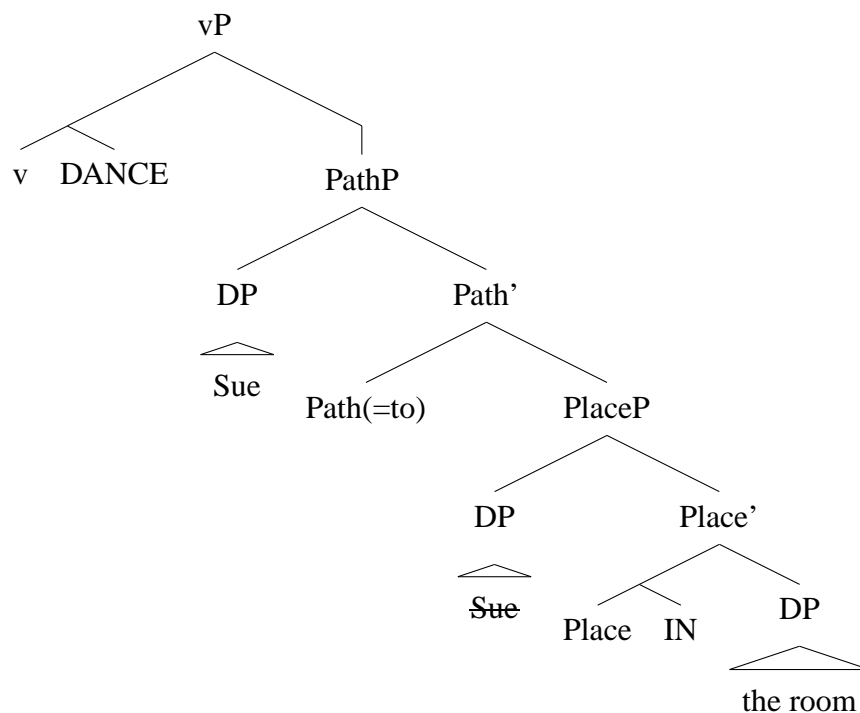 vP
v DANCE PathP
DP Path’
Sue Path(=to) PlaceP
DP Place’
Sue Place IN DP
the room